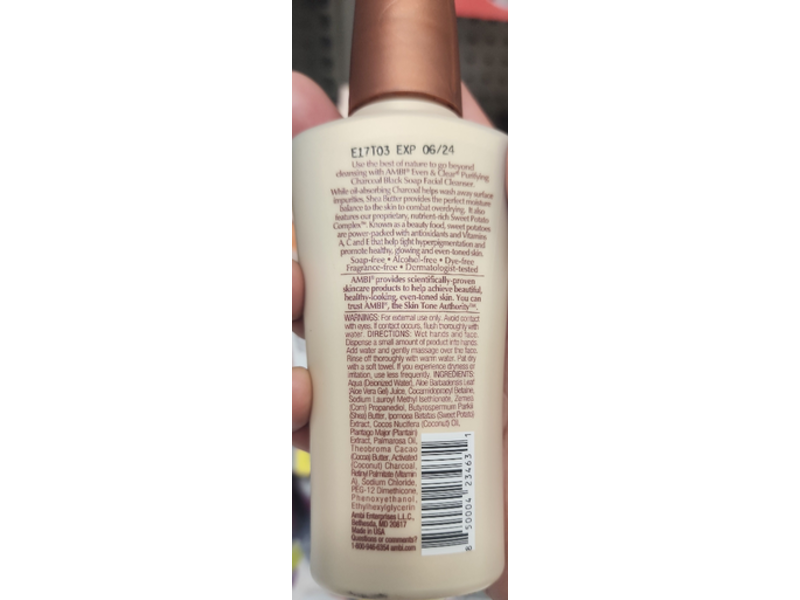 E17T03 EXP 06/24
Use the best of nature to go beyond
cleansing with AMBI® Even & Clear® Purifying
Charcoal Black Soap Facial Cleanser.
While oil-absorbing Charcoal helps wash away surface
impurities, Shea Butter provides the perfect moisture
balance to the skin to combat overdrying. It also
features our proprietary, nutrient-rich Sweet Potato
Complex™. Known as a beauty food, sweet potatoes
are power-packed with antioxidants and Vitamins
A, C and E that help fight hyperpigmentation and
promote healthy, glowing and even-toned skin.
Soap-free • Alcohol-free • Dye-free
Fragrance-free • Dermatologist-tested
AMBI® provides scientifically-proven
skincare products to help achieve beautiful,
healthy-looking, even-toned skin. You can
trust AMBI®, the Skin Tone Authority℠.
WARNINGS: For external use only. Avoid contact
with eyes. If contact occurs, flush thoroughly with
water. DIRECTIONS: Wet hands and face.
Dispense a small amount of product into hands.
Add water and gently massage over the face.
Rinse off thoroughly with warm water. Pat dry
with a soft towel. If you experience dryness or
irritation, use less frequently. INGREDIENTS:
Aqua (Deionized Water), Aloe Barbadensis Leaf
(Aloe Vera Gel) Juice, Cocamidopropyl Betaine,
Sodium Lauroyl Methyl Isethionate, Zemea
(Corn) Propanediol, Butyrospermum Parkii
(Shea) Butter, Ipomoea Batatas (Sweet Potato)
Extract, Cocos Nucifera (Coconut) Oil,
Plantago Major (Plantain)
Extract, Palmarosa Oil,
Theobroma Cacao
(Cocoa) Butter, Activated
(Coconut) Charcoal,
Retinyl Palmitate (Vitamin
A), Sodium Chloride,
PEG-12 Dimethicone,
Phenoxyethanol,
Ethylhexylglycerin
Ambi Enterprises L.L.C.,
Bethesda, MD 20817
Made in USA
Questions or comments?
1-800-946-6354 ambi.com
8 50004 23463 1